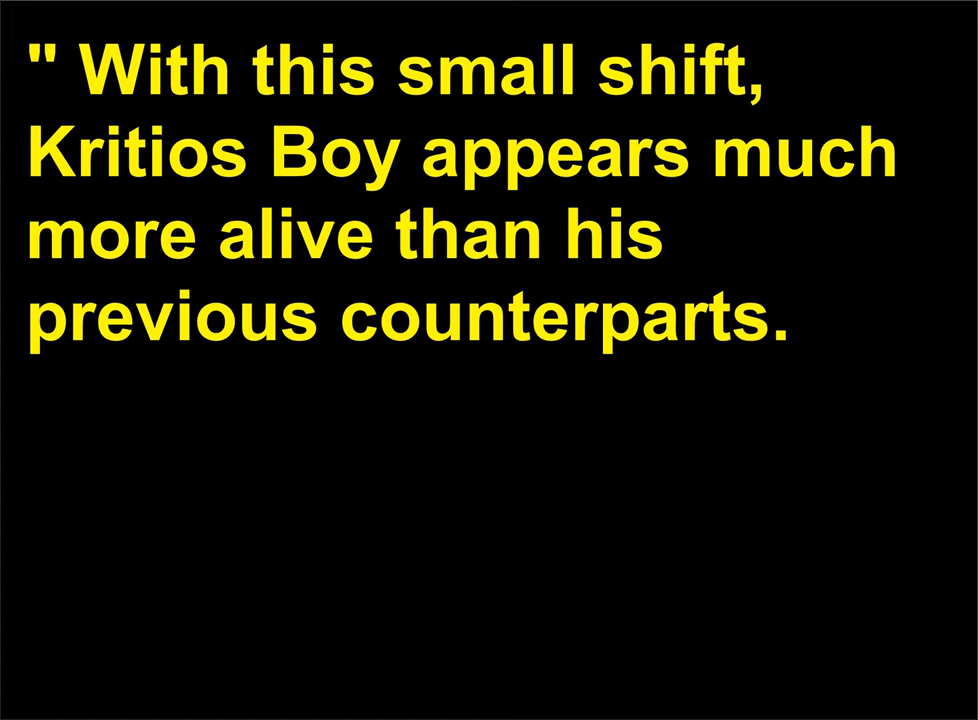 " With this small shift,
Kritios Boy appears much
more alive than his
previous counterparts.